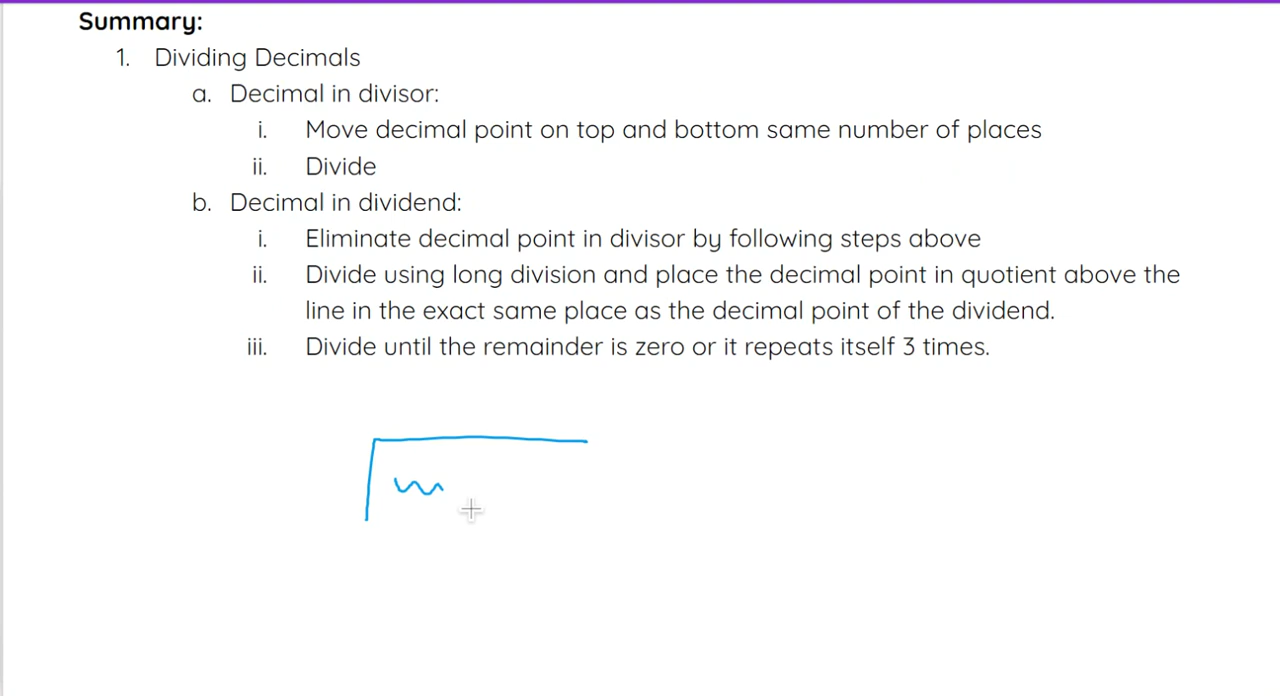 Summary:
1. Dividing Decimals
a. Decimal in divisor:
i. Move decimal point on top and bottom same number of places
ii. Divide
b. Decimal in dividend:
i. Eliminate decimal point in divisor by following steps above
ii. Divide using long division and place the decimal point in quotient above the
line in the exact same place as the decimal point of the dividend.
iii. Divide until the remainder is zero or it repeats itself 3 times.